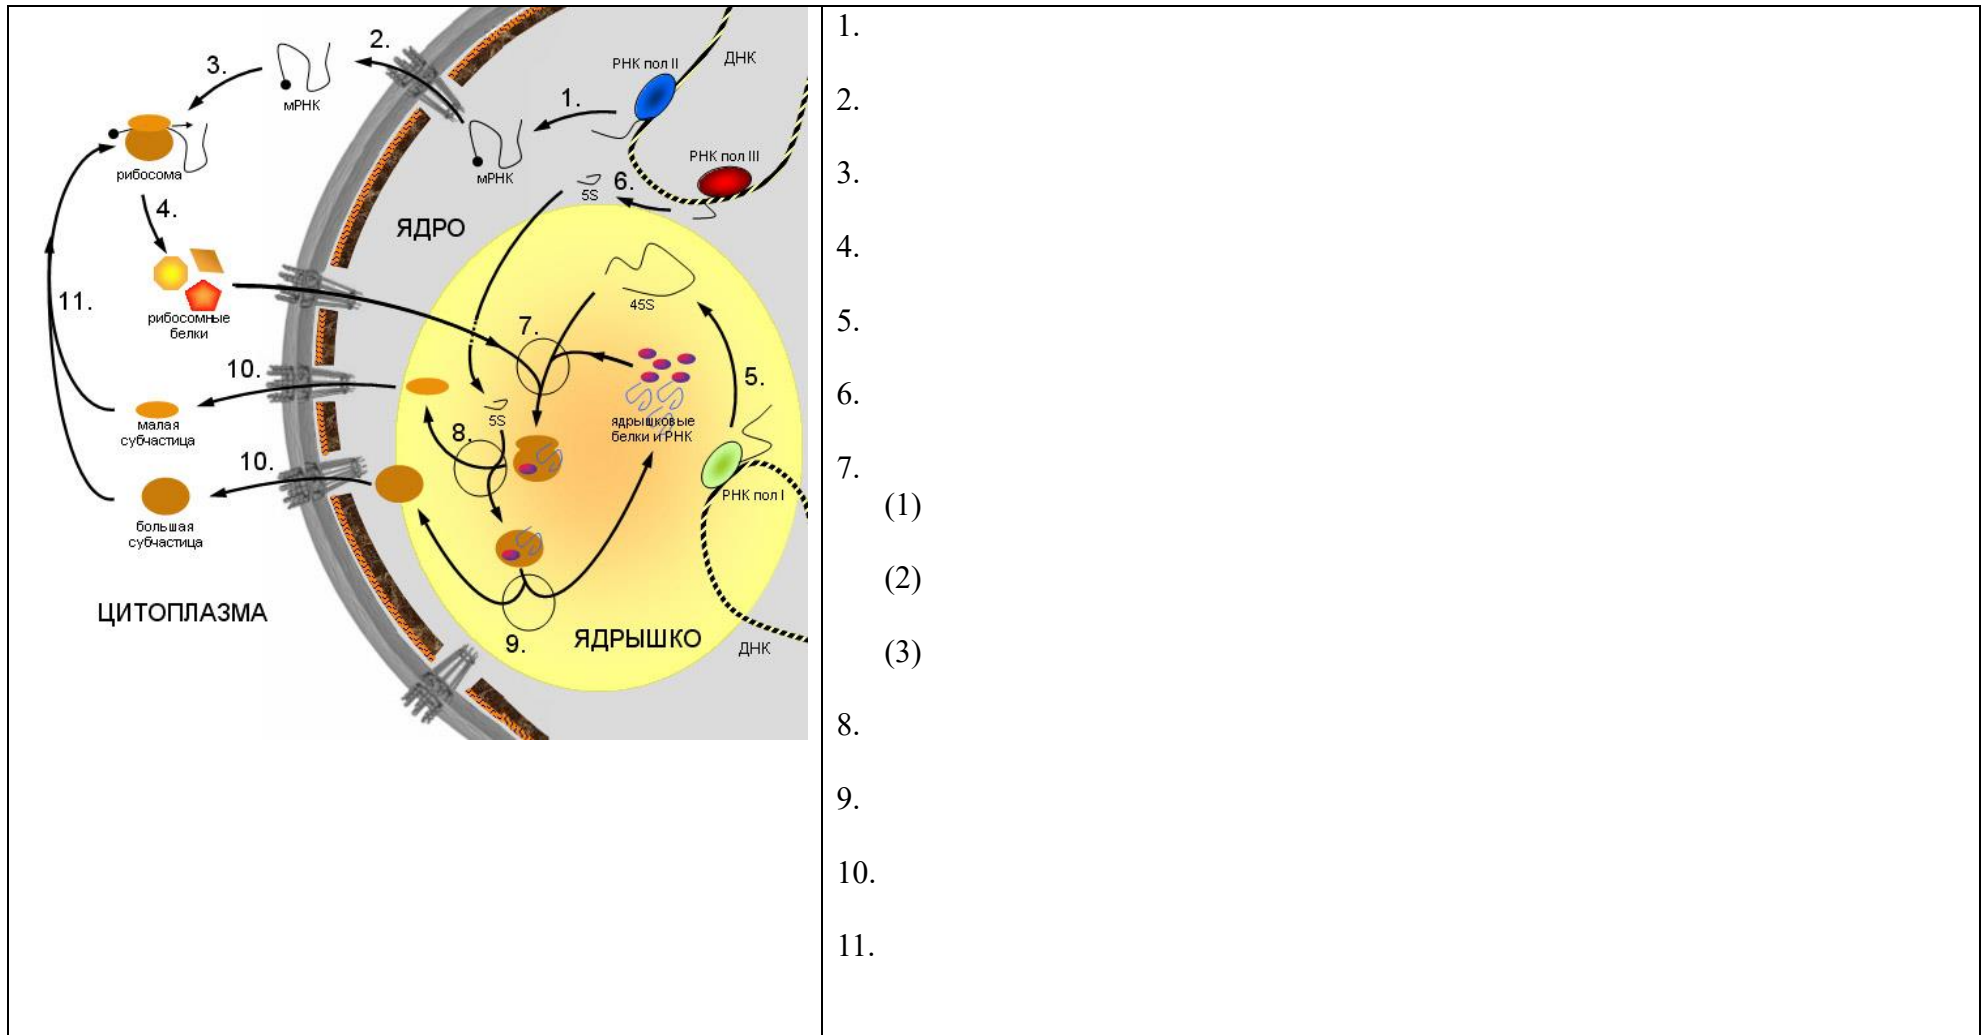 2.
3.
мРНК
рибосома
4.
11.
рибосомные
белки
10.
малая
субчастица
10.
большая
субчастица
ЦИТОПЛАЗМА
РНК пол II
ДНК
1.
мРНК
РНК пол III
6.
5S
ЯДРО
45S
7.
5.
5S
ядрышковые
белки и РНК
8.
РНК пол I
9.
ЯДРЫШКО
ДНК
1.
2.
3.
4.
5.
6.
7.
(1)
(2)
(3)
8.
9.
10.
11.